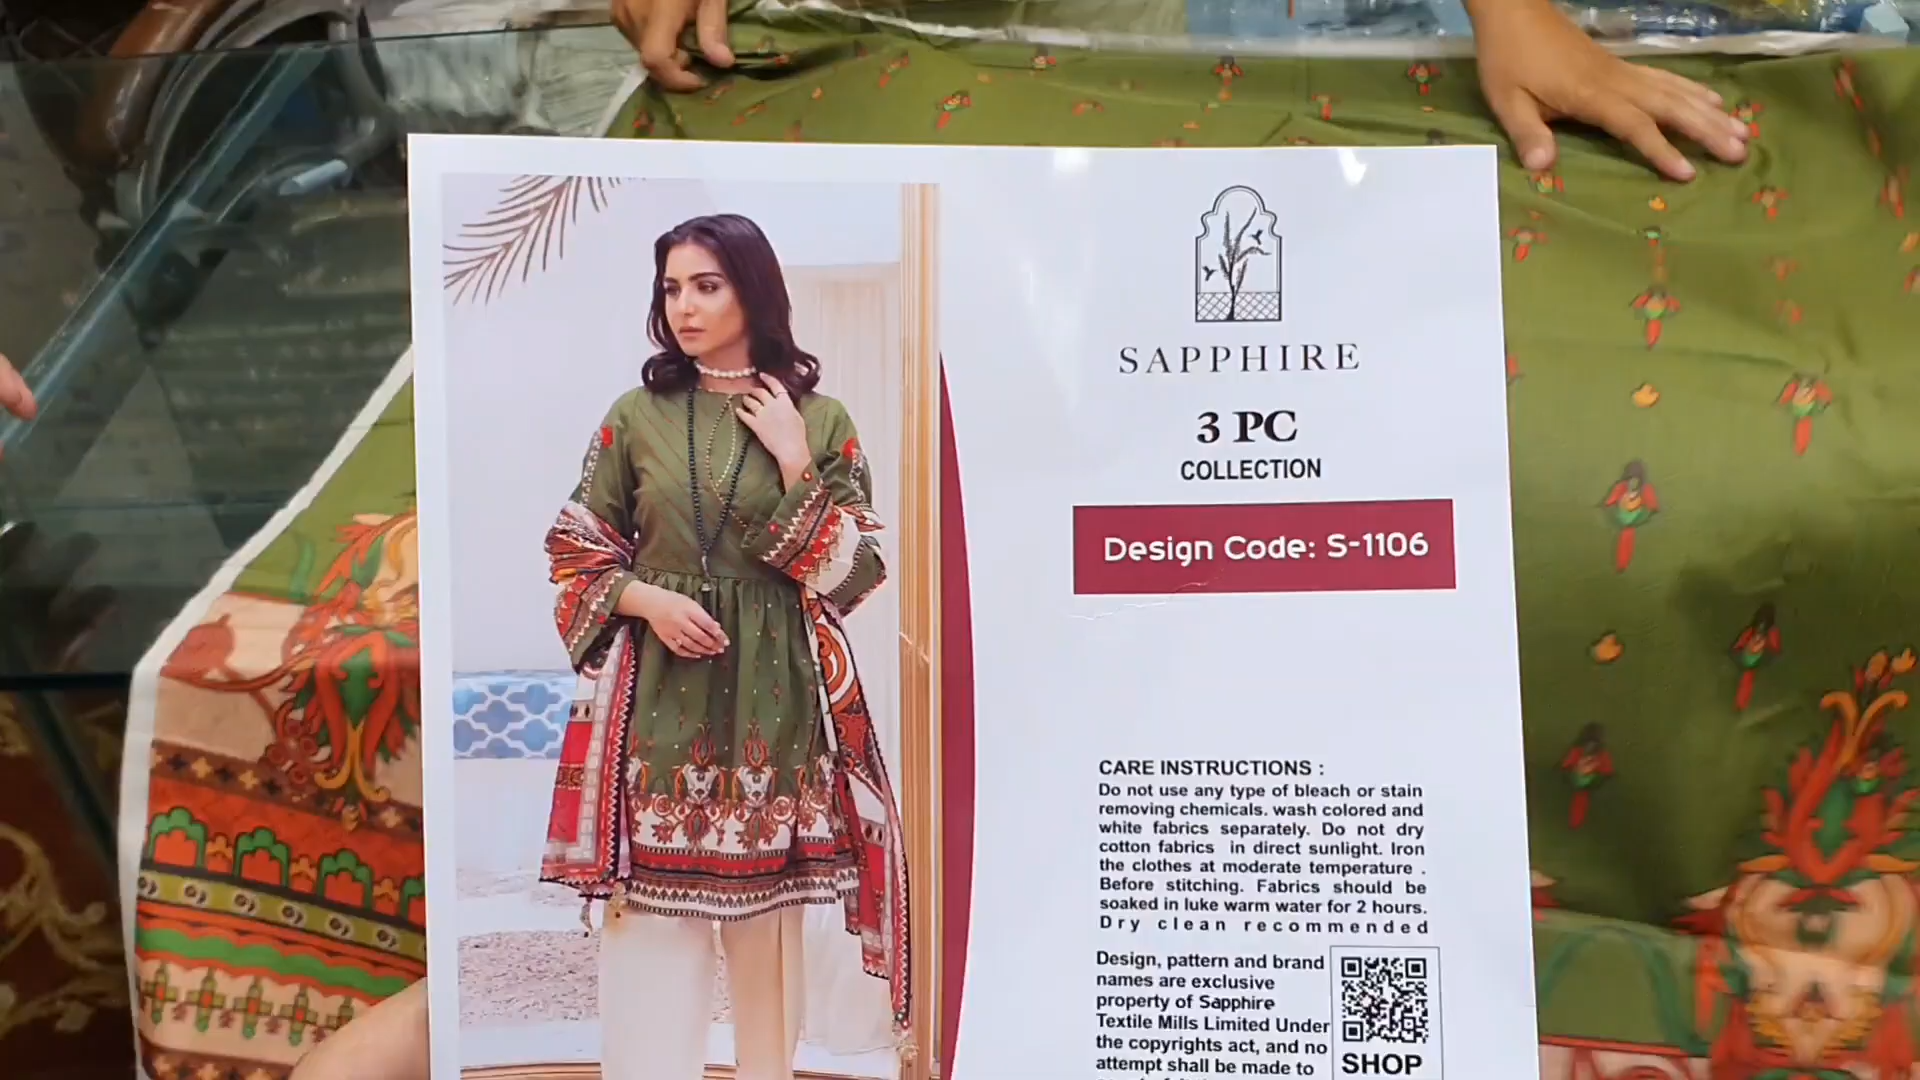 SAPPHIRE
3 PC
COLLECTION
Design Code: S-1106
CARE INSTRUCTIONS :
Do not use any type of bleach or stain
removing chemicals. wash colored and
white fabrics separately. Do not dry
cotton fabrics in direct sunlight. Iron
the clothes at moderate temperature .
Before stitching. Fabrics should be
soaked in luke warm water for 2 hours.
Dry clean recommended
Design, pattern and brand
names are exclusive
property of Sapphire
Textile Mills Limited Under
the copyrights act, and no
attempt shall be made to
SHOP